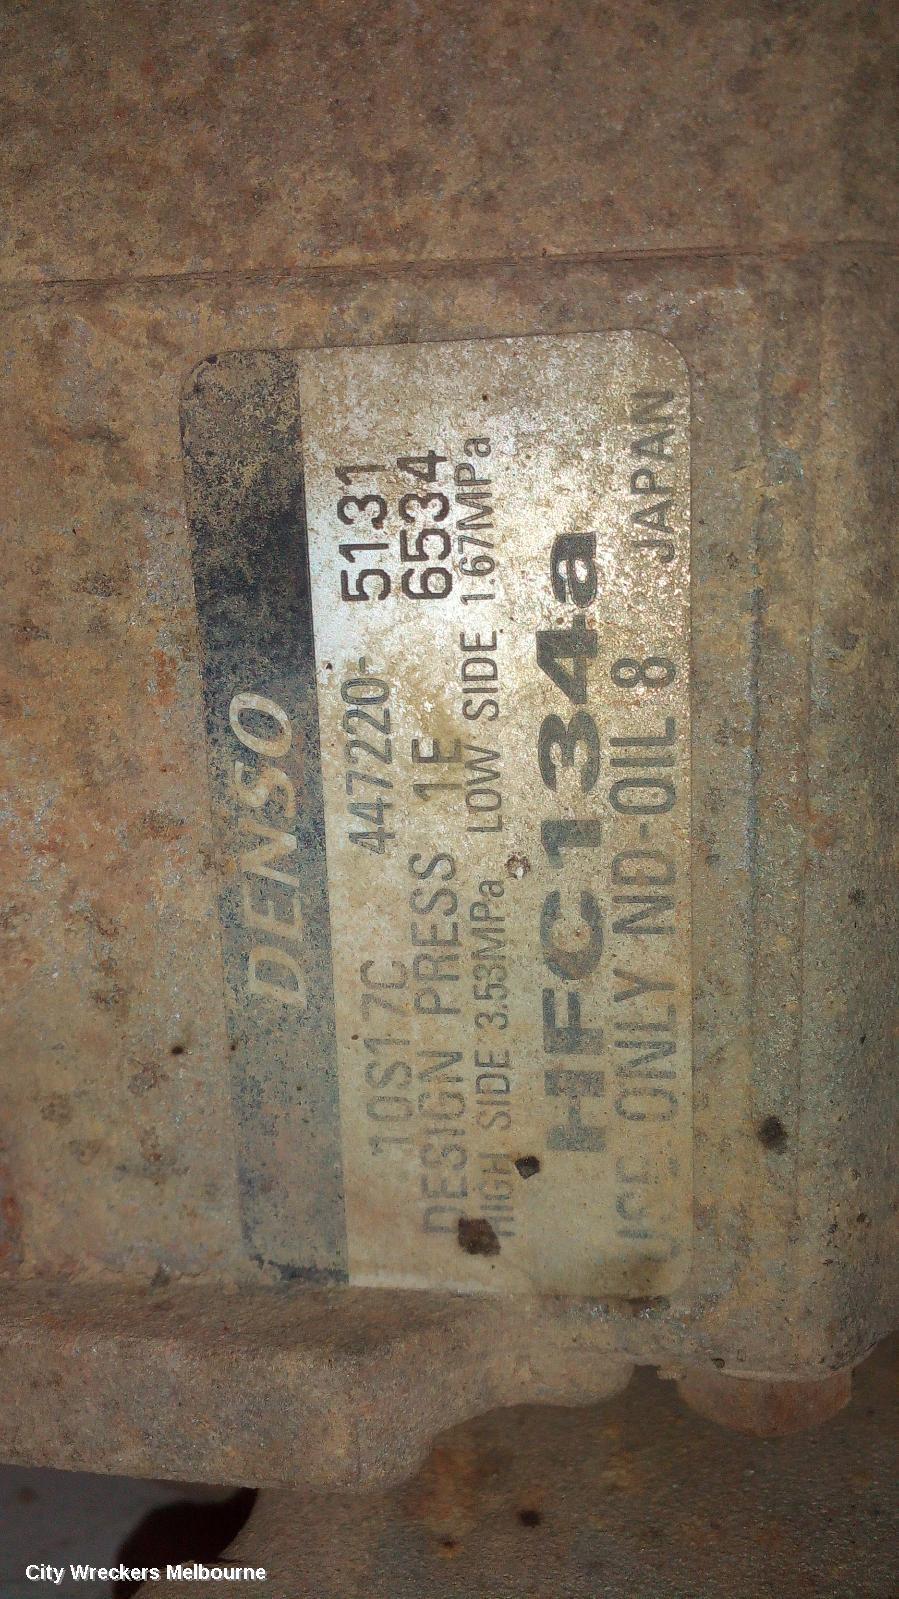 DENSO
10S17C 447220- 5131
DESIGN PRESS 1E 6534
HIGH SIDE 3.53MPa LOW SIDE 1.67MPa
HFC134a
USE ONLY ND-OIL 8 JAPAN
City Wreckers Melbourne